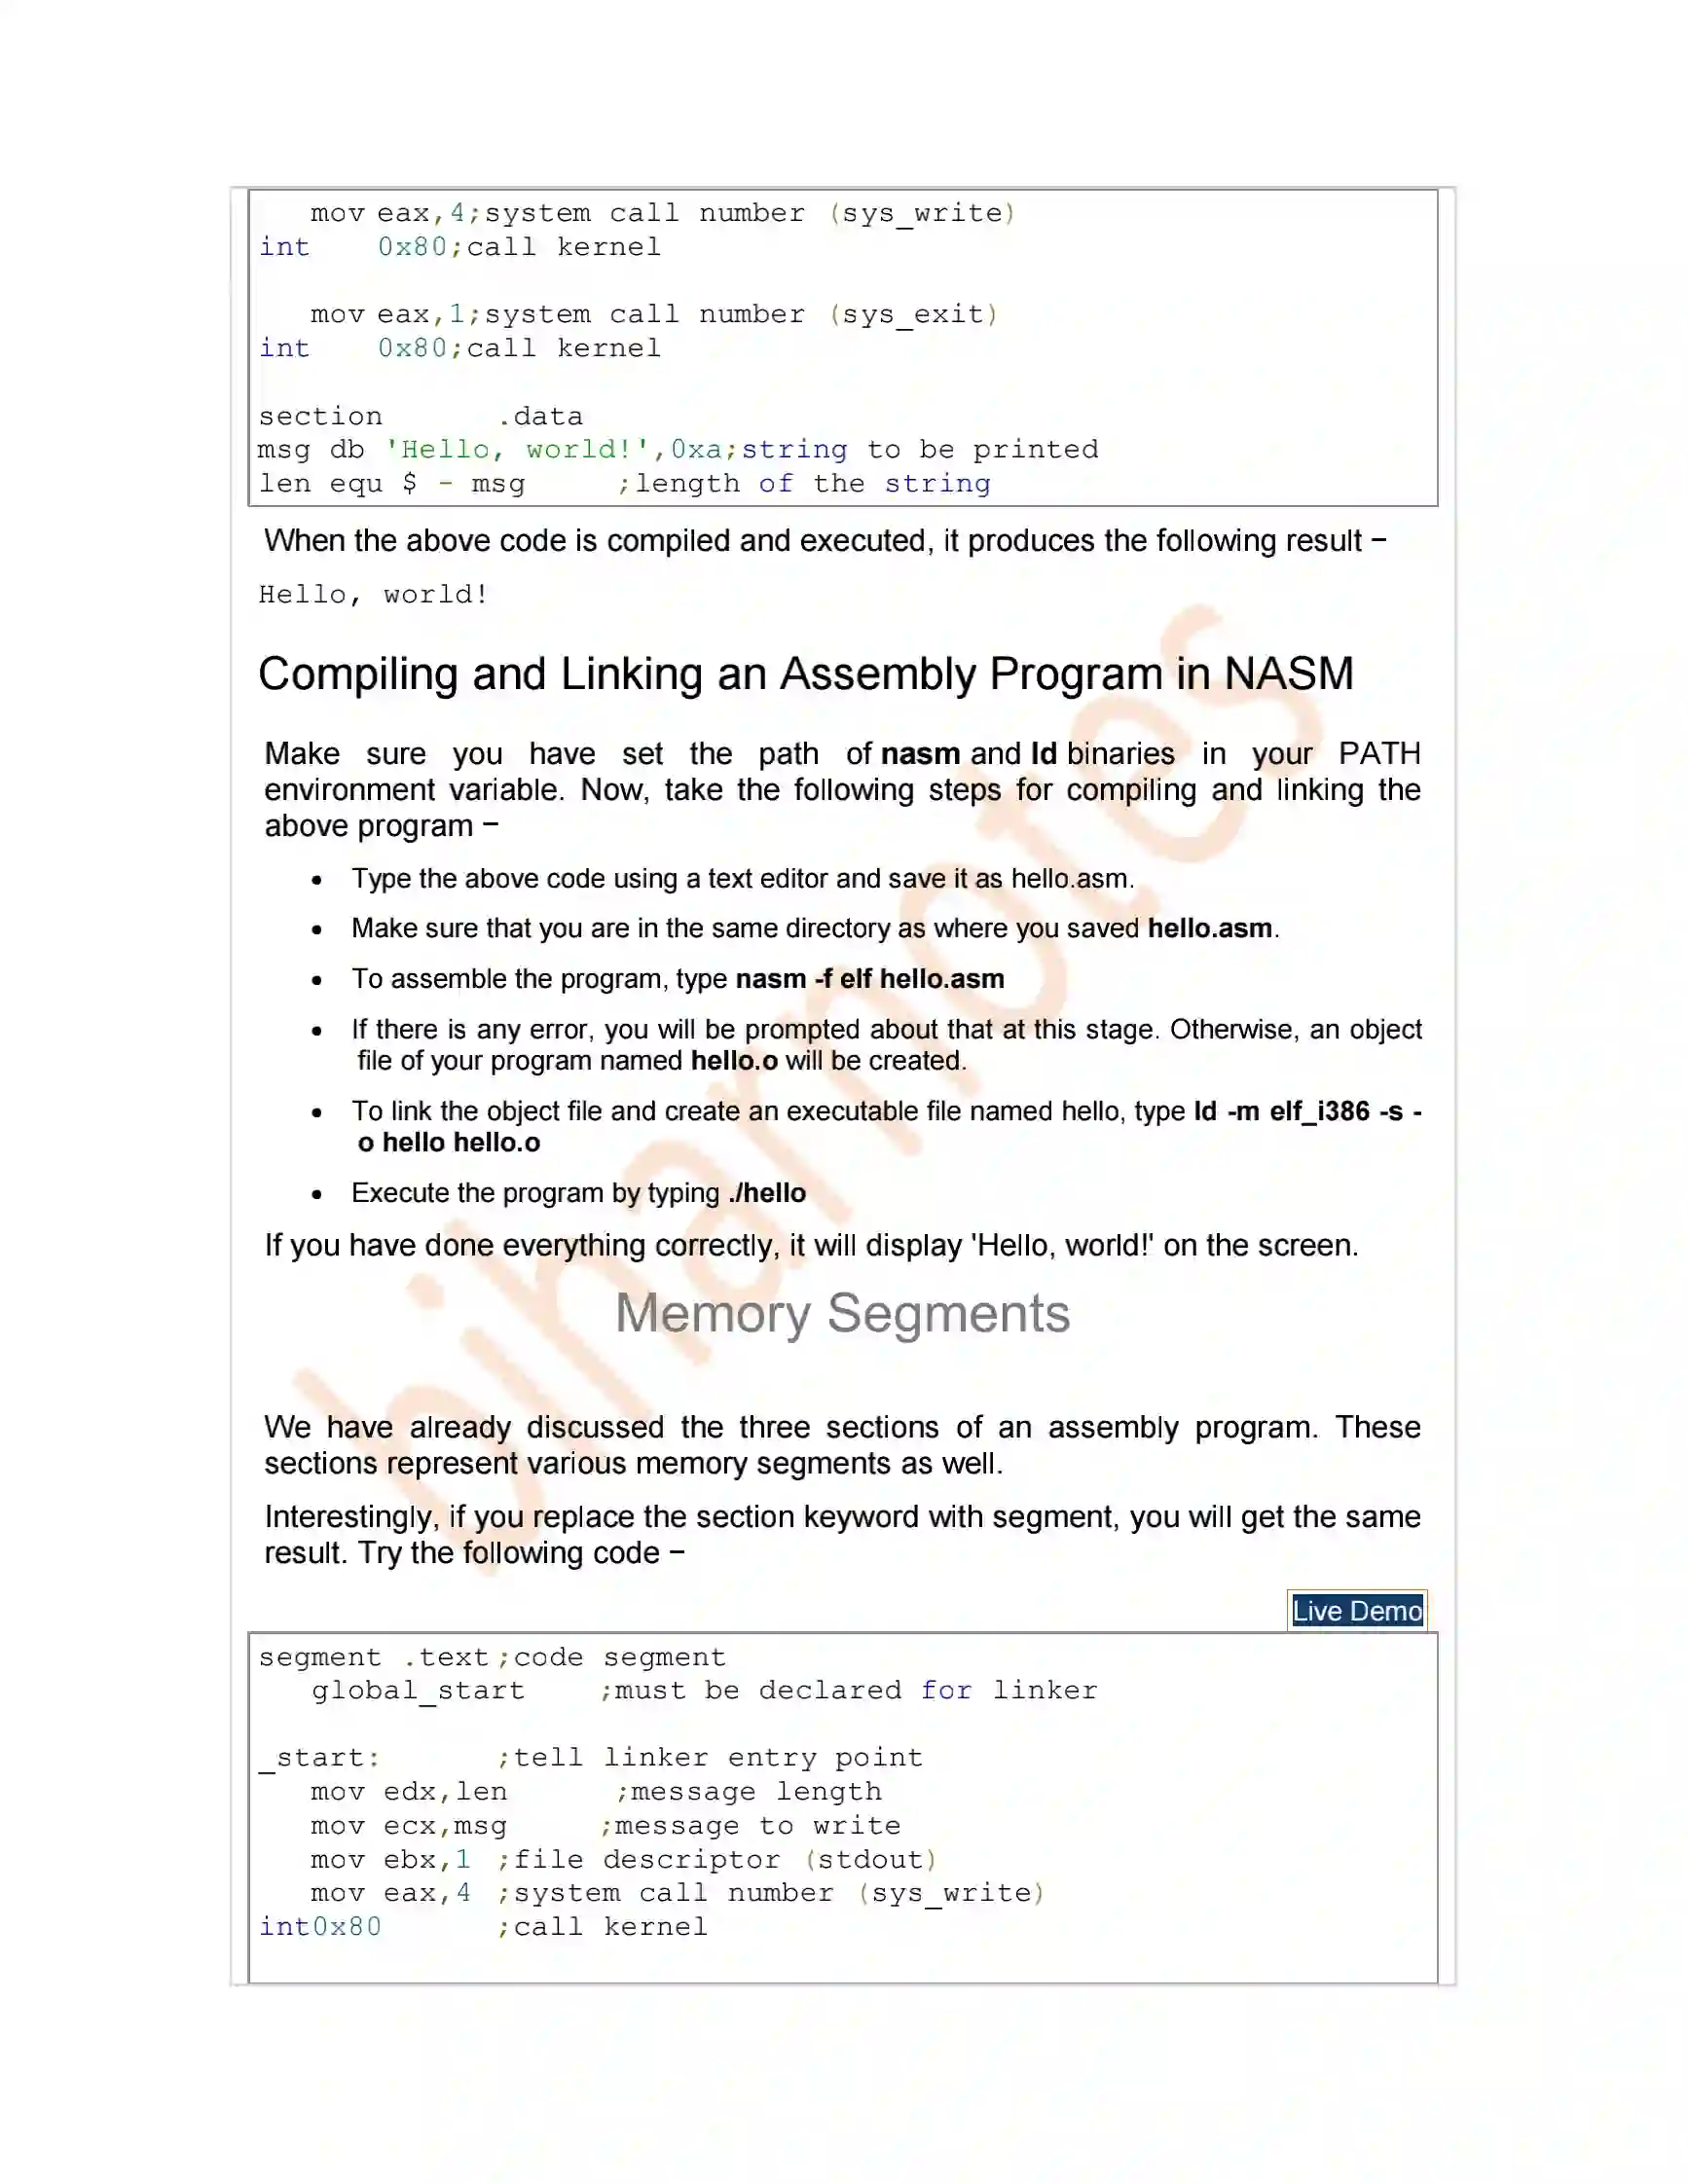 mov eax,4;system call number (sys_write)
int    0x80;call kernel
mov eax,1;system call number (sys_exit)
int    0x80;call kernel
section       .data
msg db 'Hello, world!',0xa;string to be printed
len equ $ - msg      ;length of the string
When the above code is compiled and executed, it produces the following result −
Hello, world!
Compiling and Linking an Assembly Program in NASM
Make sure you have set the path of nasm and ld binaries in your PATH
environment variable. Now, take the following steps for compiling and linking the
above program −
• Type the above code using a text editor and save it as hello.asm.
• Make sure that you are in the same directory as where you saved hello.asm.
• To assemble the program, type nasm -f elf hello.asm
• If there is any error, you will be prompted about that at this stage. Otherwise, an object
file of your program named hello.o will be created.
• To link the object file and create an executable file named hello, type ld -m elf_i386 -s -
o hello hello.o
• Execute the program by typing ./hello
If you have done everything correctly, it will display 'Hello, world!' on the screen.
Memory Segments
We have already discussed the three sections of an assembly program. These
sections represent various memory segments as well.
Interestingly, if you replace the section keyword with segment, you will get the same
result. Try the following code −
Live Demo
segment .text;code segment
global_start    ;must be declared for linker
_start:       ;tell linker entry point
mov edx,len      ;message length
mov ecx,msg     ;message to write
mov ebx,1 ;file descriptor (stdout)
mov eax,4 ;system call number (sys_write)
int0x80       ;call kernel
biharnotes